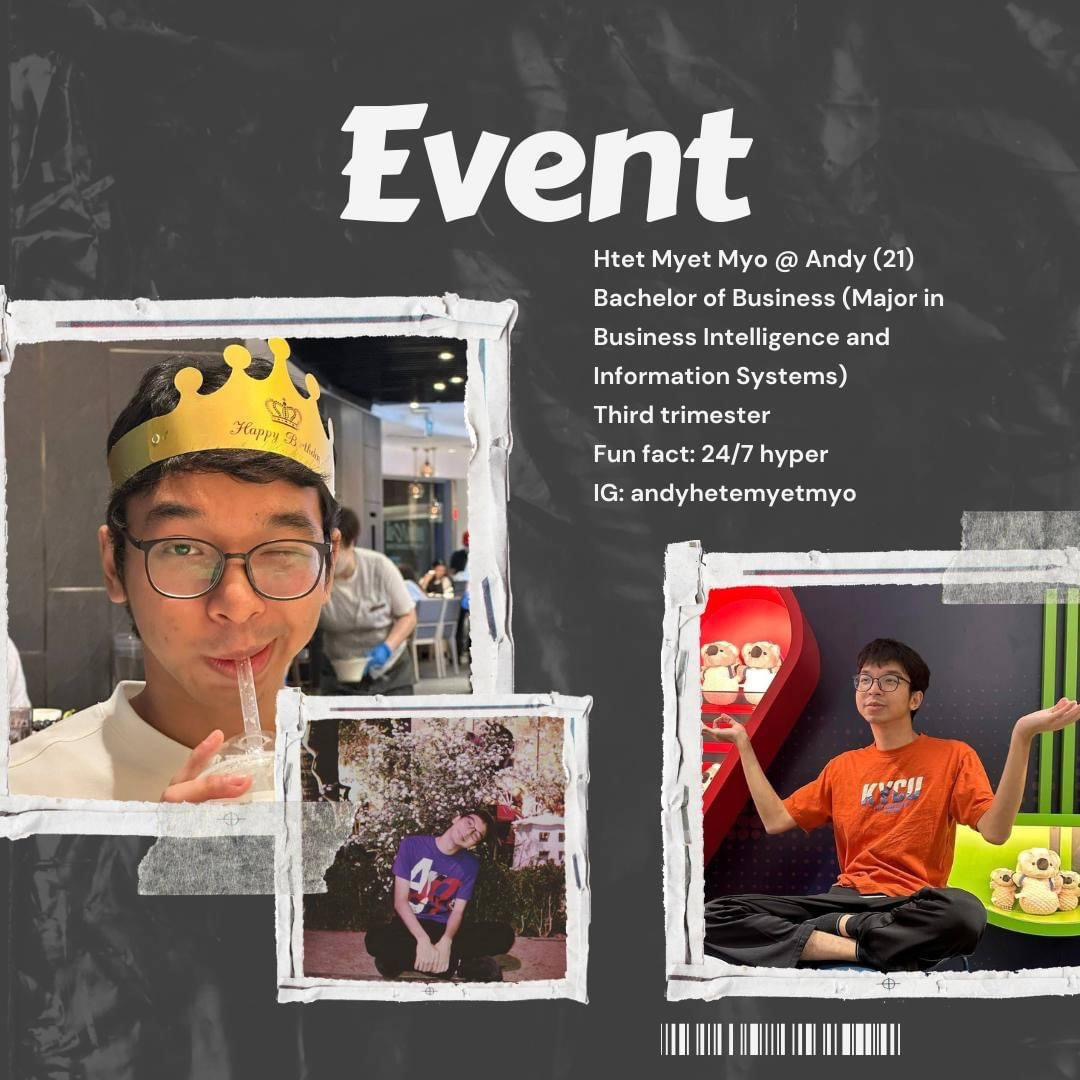 Event
Htet Myet Myo @ Andy (21)
Bachelor of Business (Major in
Business Intelligence and
Information Systems)
Third trimester
Fun fact: 24/7 hyper
IG: andyhetemyetmyo
Happy
KYCU